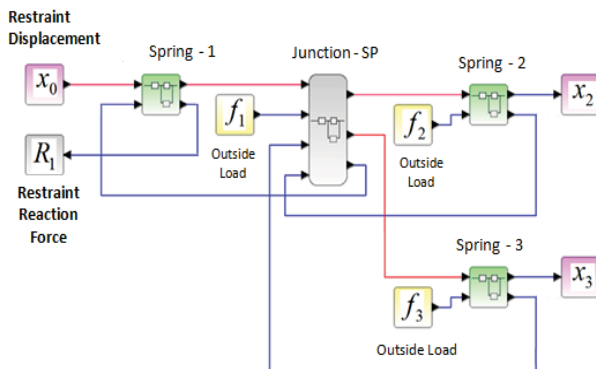 Restraint
Displacement
Spring - 1
Junction - SP
Spring - 2
x₀
f₁
f₂
x₂
Outside
Load
Outside
Load
R₁
Restraint
Reaction
Force
Spring - 3
x₃
f₃
Outside Load